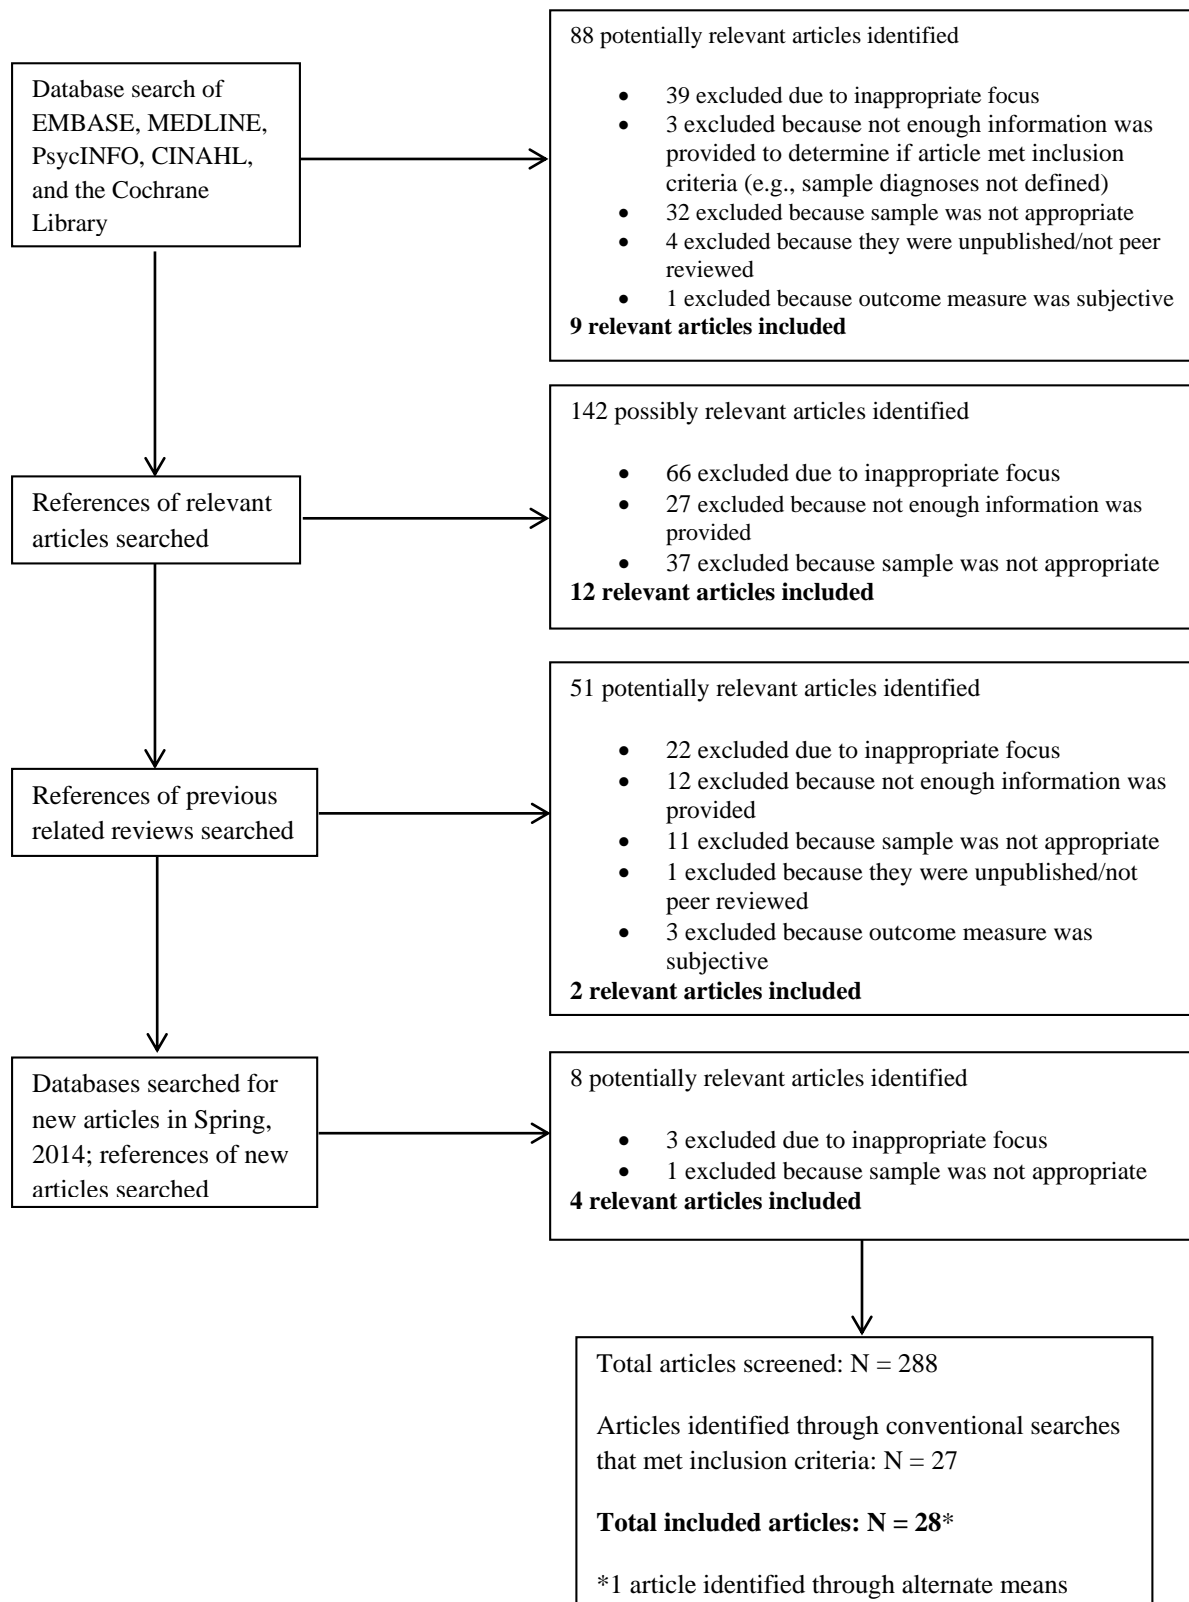 88 potentially relevant articles identified
• 39 excluded due to inappropriate focus
• 3 excluded because not enough information was
provided to determine if article met inclusion
criteria (e.g., sample diagnoses not defined)
• 32 excluded because sample was not appropriate
• 4 excluded because they were unpublished/not peer
reviewed
• 1 excluded because outcome measure was subjective
9 relevant articles included
Database search of
EMBASE, MEDLINE,
PsycINFO, CINAHL,
and the Cochrane
Library
142 possibly relevant articles identified
• 66 excluded due to inappropriate focus
• 27 excluded because not enough information was
provided
• 37 excluded because sample was not appropriate
12 relevant articles included
References of relevant
articles searched
51 potentially relevant articles identified
• 22 excluded due to inappropriate focus
• 12 excluded because not enough information was
provided
• 11 excluded because sample was not appropriate
• 1 excluded because they were unpublished/not
peer reviewed
• 3 excluded because outcome measure was
subjective
2 relevant articles included
References of previous
related reviews searched
8 potentially relevant articles identified
• 3 excluded due to inappropriate focus
• 1 excluded because sample was not appropriate
4 relevant articles included
Databases searched for
new articles in Spring,
2014; references of new
articles searched
Total articles screened: N = 288
Articles identified through conventional searches
that met inclusion criteria: N = 27
Total included articles: N = 28*
*1 article identified through alternate means